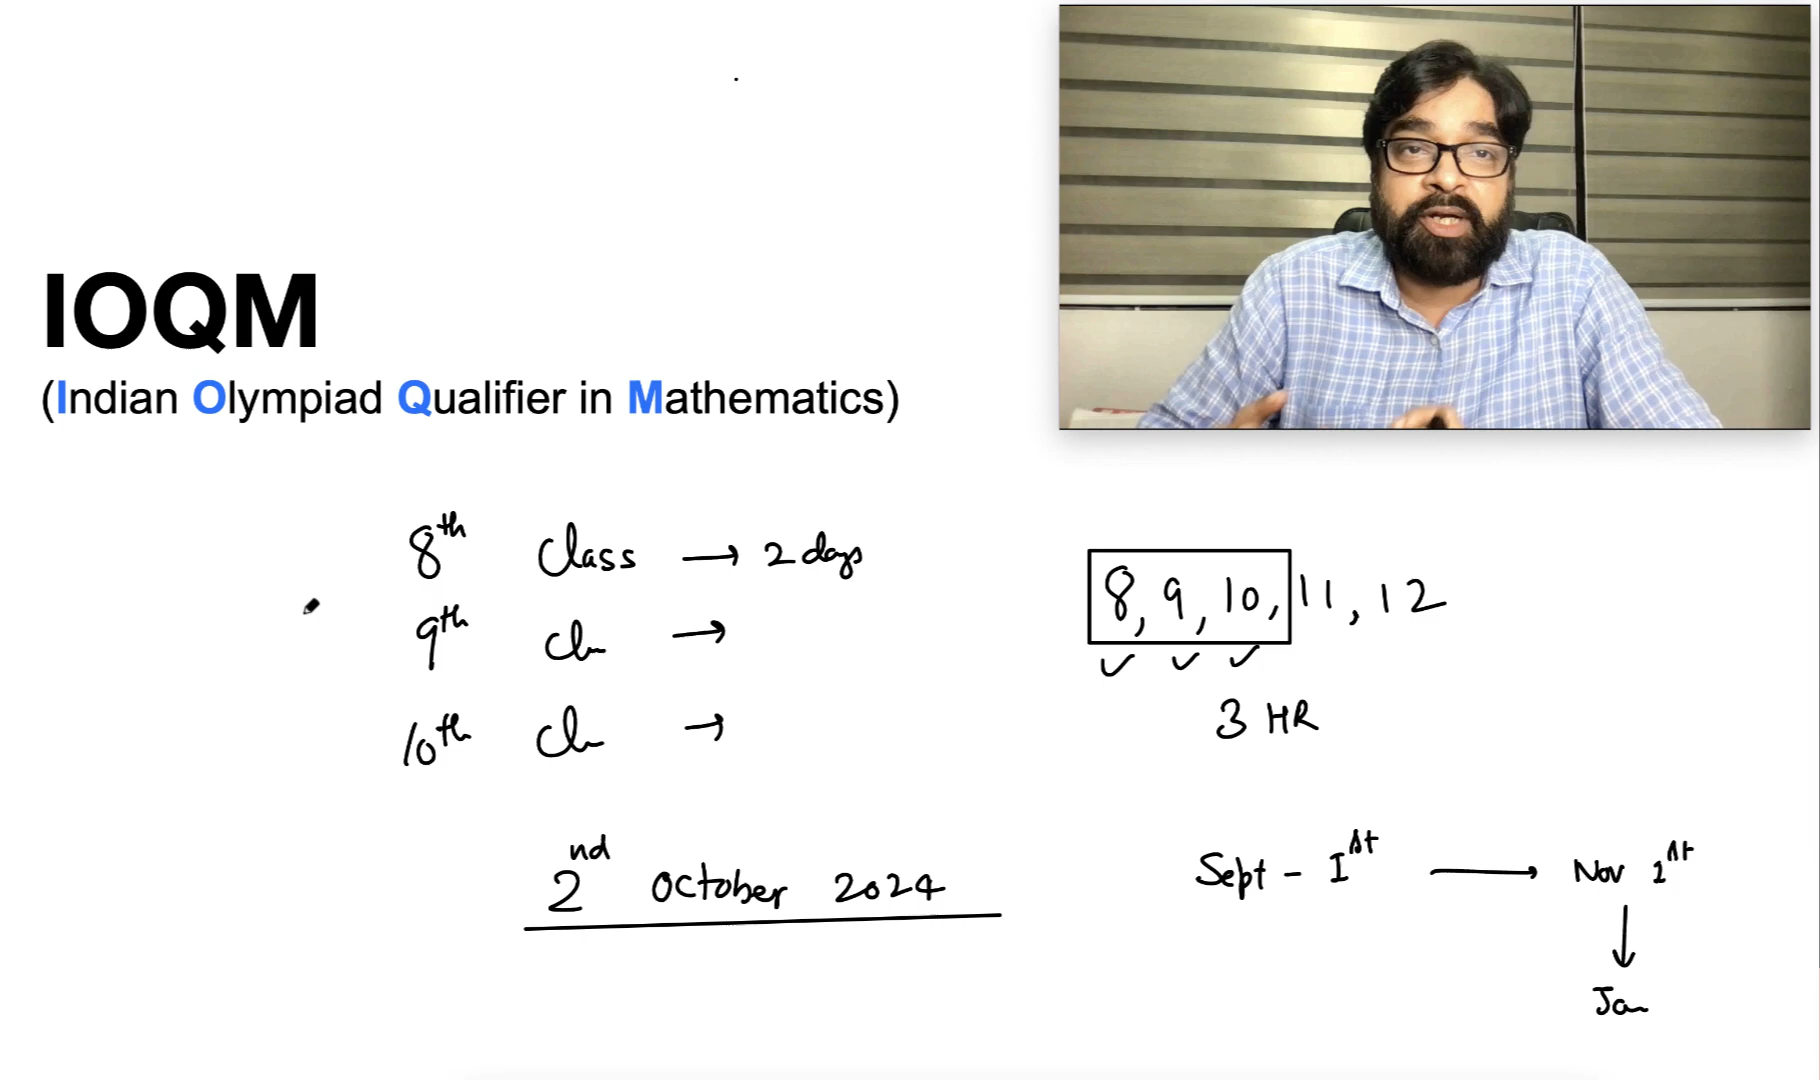 IOQM
(Indian Olympiad Qualifier in Mathematics)
8th Class → 2 days
9th cl →
10th cl →
8, 9, 10, 11, 12
✓ ✓ ✓
3 HR
2nd October 2024
Sept - Ist → Nov 1st
↓
Jan